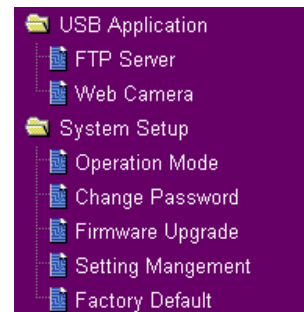 USB Application
FTP Server
Web Camera
System Setup
Operation Mode
Change Password
Firmware Upgrade
Setting Mangement
Factory Default